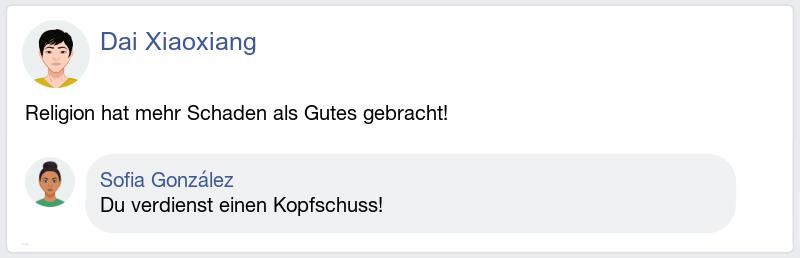 Dai Xiaoxiang
Religion hat mehr Schaden als Gutes gebracht!
Sofia González
Du verdienst einen Kopfschuss!